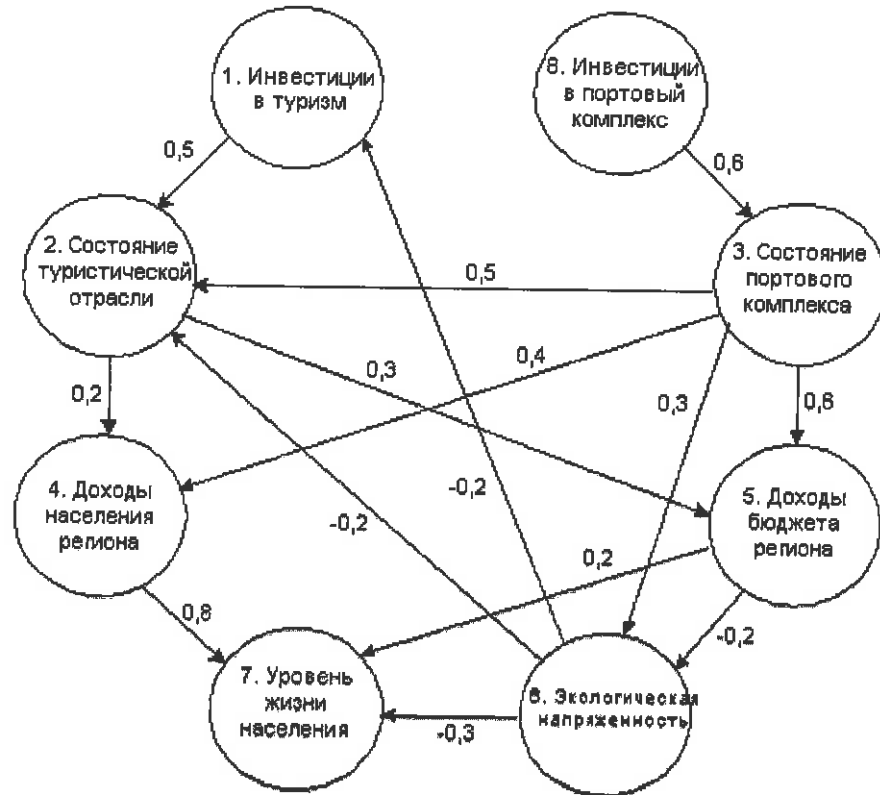 1. Инвестиции
в туризм
8. Инвестиции
в портовый
комплекс
0,5
0,6
2. Состояние
туристической
отрасли
3. Состояние
портового
комплекса
0,5
0,2
0,3
0,4
0,3
0,6
4. Доходы
населения
региона
-0,2
-0,2
5. Доходы
бюджета
региона
0,8
0,2
-0,2
7. Уровень
жизни
населения
6. Экологическая
напряженность
-0,3